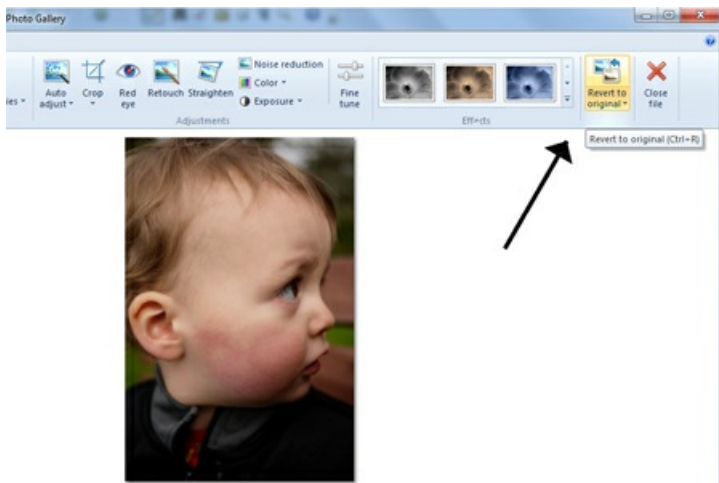 Photo Gallery
ies
Auto adjust
Crop
Red eye
Retouch
Straighten
Noise reduction
Color
Exposure
Fine tune
Revert to original
Close file
Adjustments
Effects
Revert to original (Ctrl+R)